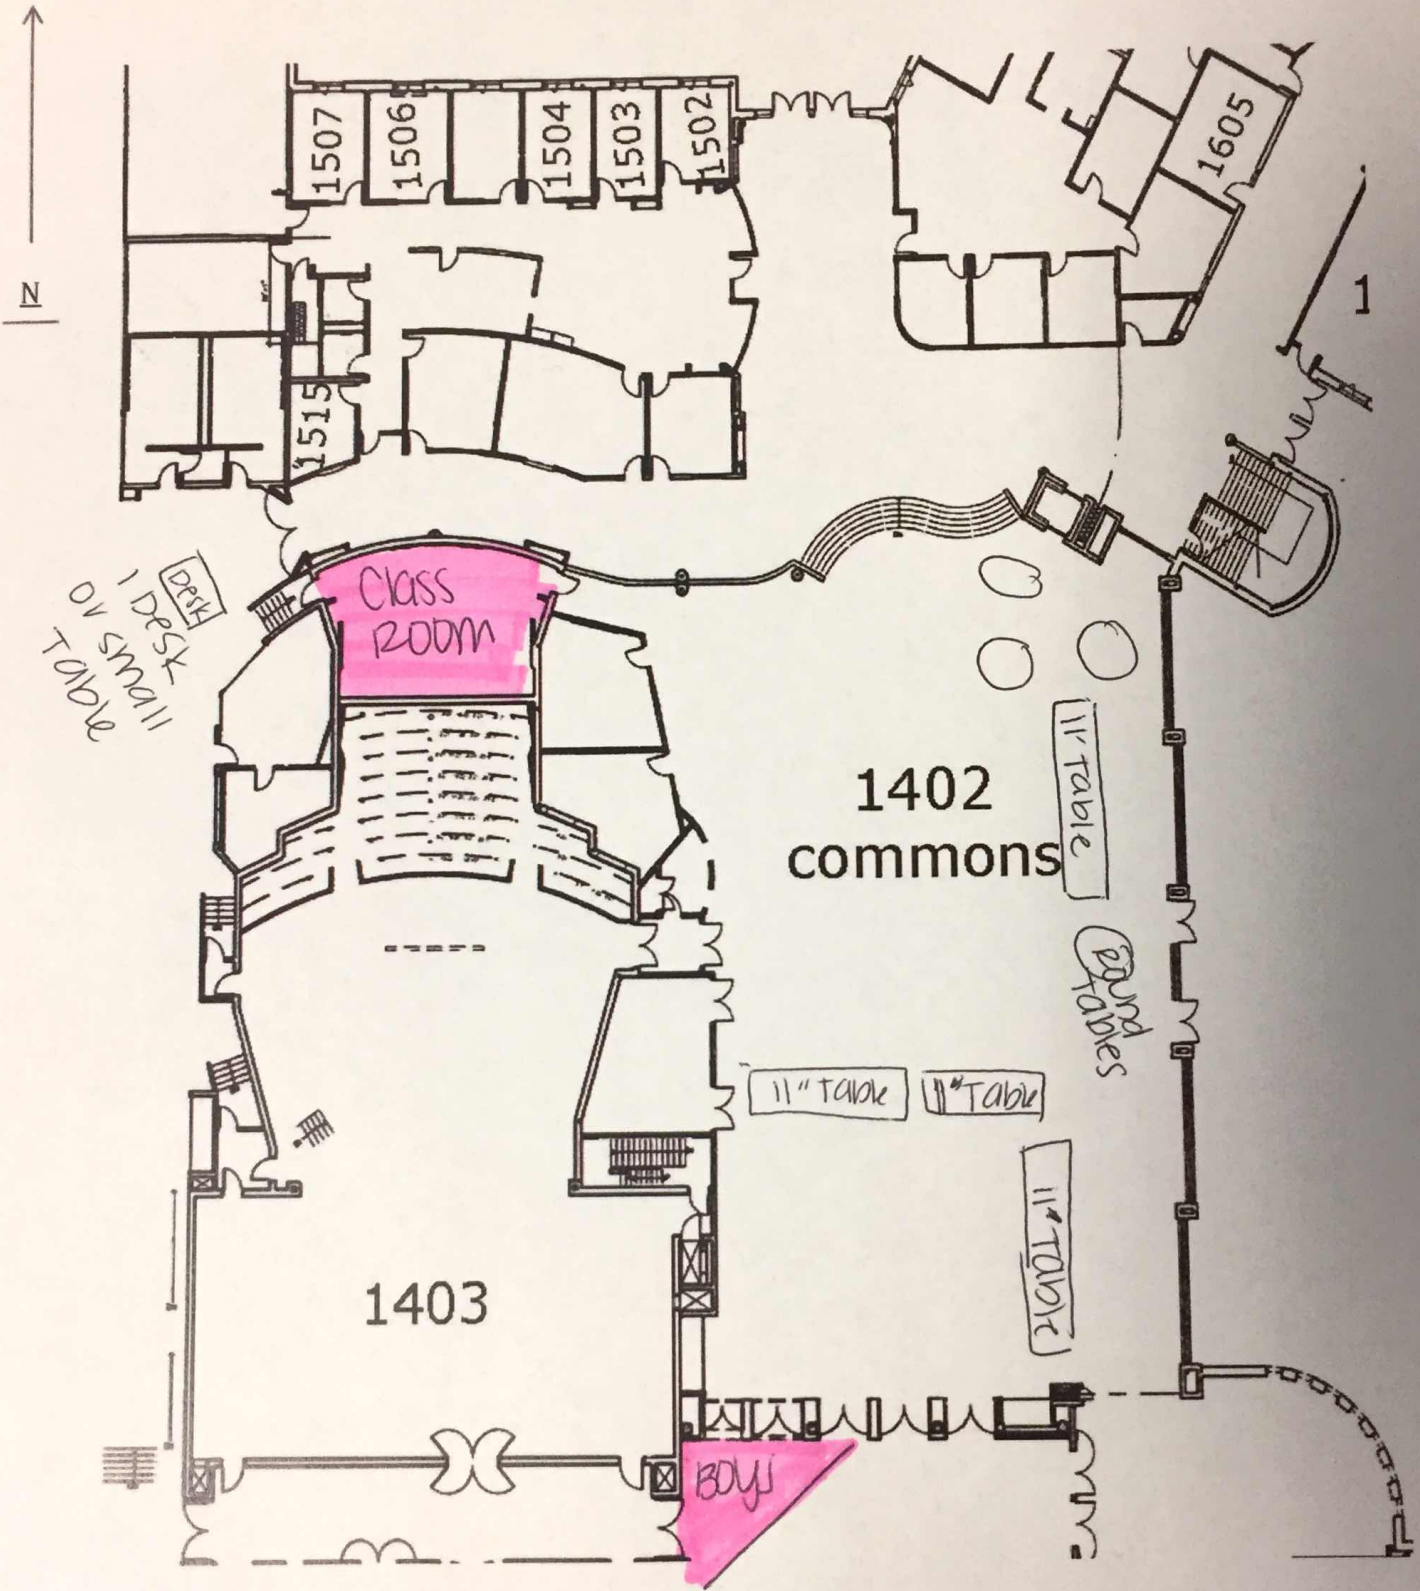 1507
1506
1504
1503
1502
1605
N
1
1515
Class
Room
Desk
1 Desk
or small
Table
11' Table
1402
commons
Round
Tables
11" Table
11" Table
11" Table
1403
Boys